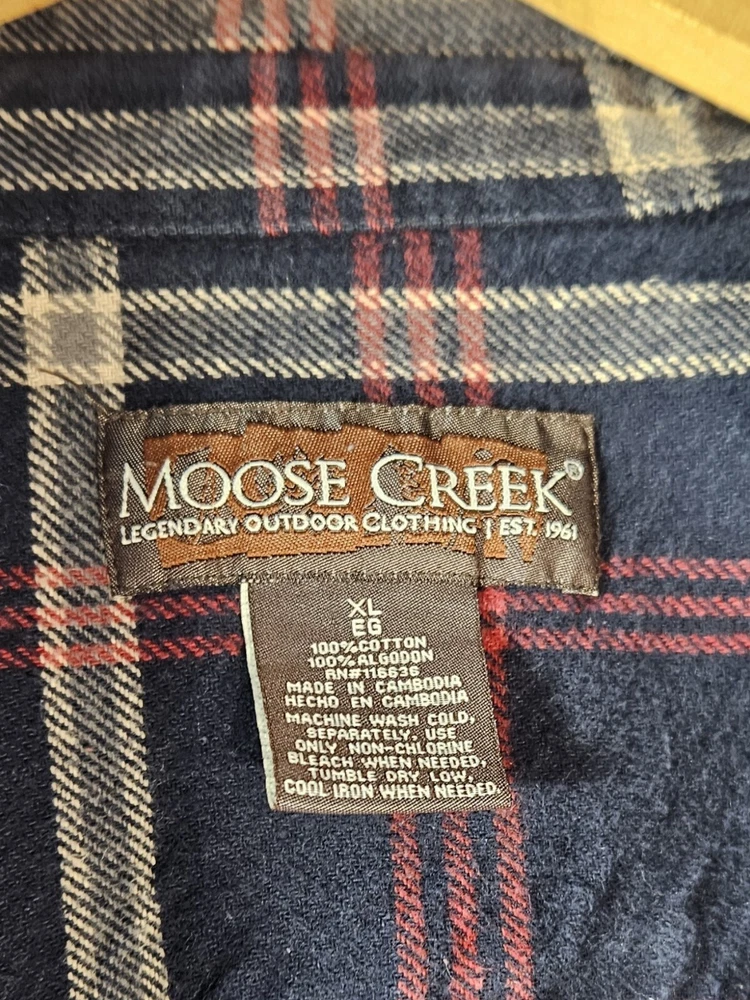 MOOSE CREEK®
LEGENDARY OUTDOOR CLOTHING | EST. 1961
XL
EG
100% COTTON
100% ALGODON
RN#116636
MADE IN CAMBODIA
HECHO EN CAMBODIA
MACHINE WASH COLD,
SEPARATELY, USE
ONLY NON-CHLORINE
BLEACH WHEN NEEDED,
TUMBLE DRY LOW,
COOL IRON WHEN NEEDED.